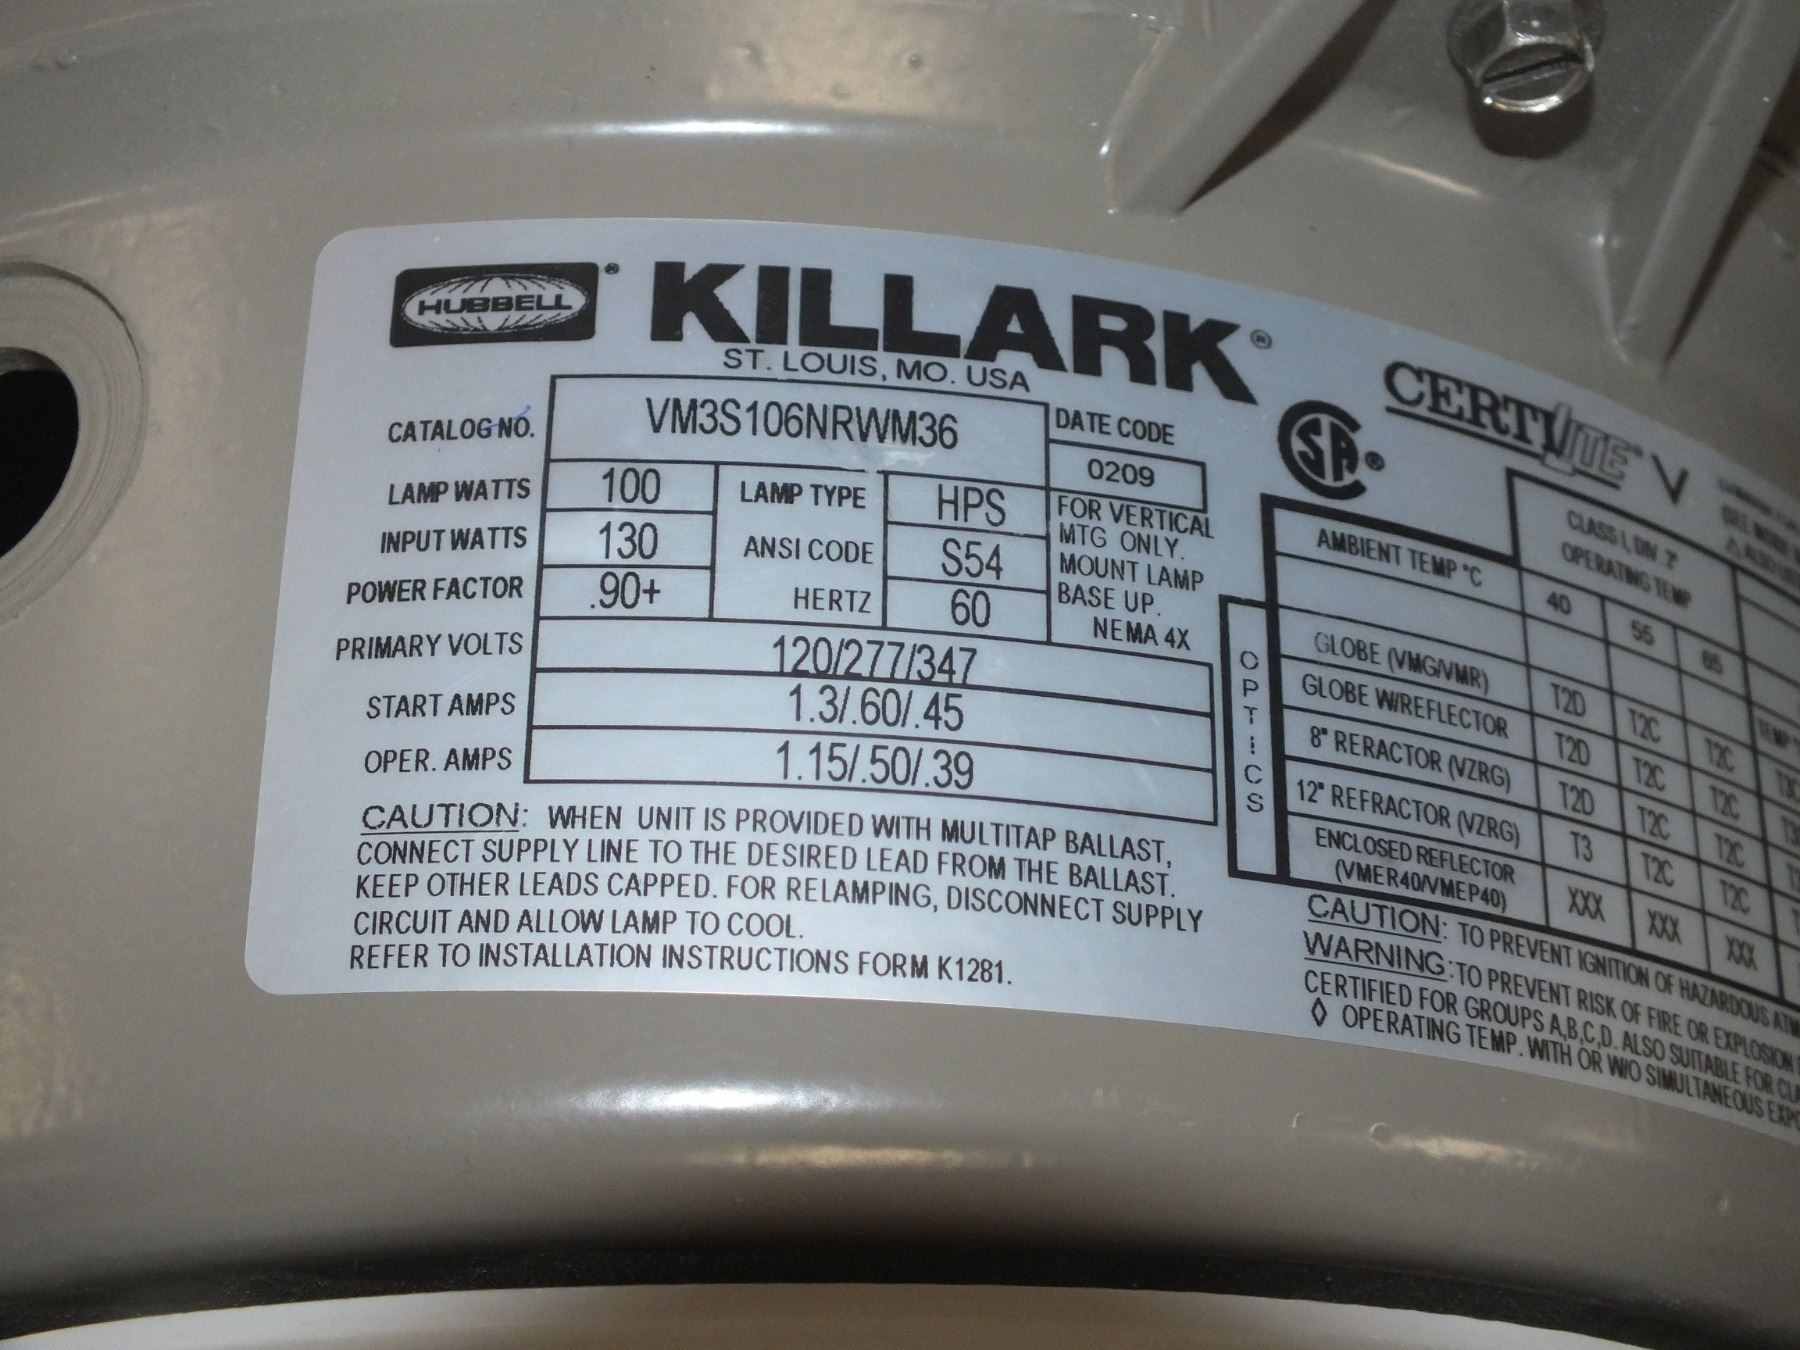 HUBBELL ® KILLARK®
ST. LOUIS, MO. USA
CATALOG NO. VM3S106NRWM36
DATE CODE
0209
LAMP WATTS 100 LAMP TYPE HPS
INPUT WATTS 130 ANSI CODE S54
POWER FACTOR .90+ HERTZ 60
FOR VERTICAL
MTG ONLY.
MOUNT LAMP
BASE UP.
NEMA 4X
PRIMARY VOLTS 120/277/347
START AMPS 1.3/.60/.45
OPER. AMPS 1.15/.50/.39
CAUTION: WHEN UNIT IS PROVIDED WITH MULTITAP BALLAST,
CONNECT SUPPLY LINE TO THE DESIRED LEAD FROM THE BALLAST.
KEEP OTHER LEADS CAPPED. FOR RELAMPING, DISCONNECT SUPPLY
CIRCUIT AND ALLOW LAMP TO COOL.
REFER TO INSTALLATION INSTRUCTIONS FORM K1281.
SA®
CERTILITE® V
CLASS I, DIV. 2
OPERATING TEMP
AMBIENT TEMP °C 40 55 65
OPTICS
GLOBE (VMG/VMR) T2D T2C T2C
GLOBE W/REFLECTOR T2D T2C T2C
8" RERACTOR (VZRG) T2D T2C T2C
12" REFRACTOR (VZRG) T3 T2C T2C
ENCLOSED REFLECTOR
(VMER40/VMEP40) XXX XXX XXX
CAUTION: TO PREVENT IGNITION OF HAZARDOUS
WARNING: TO PREVENT RISK OF FIRE OR EXPLOSION
CERTIFIED FOR GROUPS A,B,C,D. ALSO SUITABLE FOR
◊ OPERATING TEMP. WITH OR W/O SIMULTANEOUS